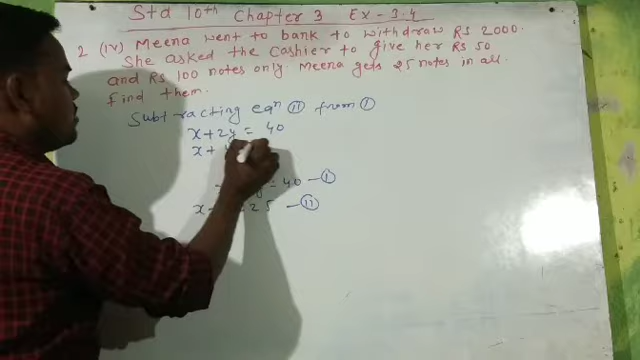 Std 10th Chapter 3 Ex-3.4
2 (iv) Meena went to bank to withdraw Rs 2000.
She asked the cashier to give her Rs 50
and Rs 100 notes only Meena gets 25 notes in all.
Find them.
Subtracting eqn (ii) from (i)
x+2y = 40
x+
= 40 — (i)
x 25 — (ii)